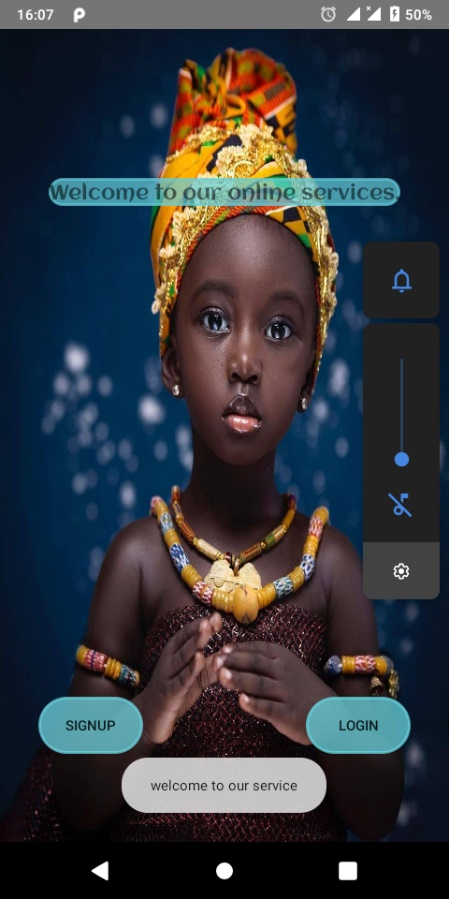 16:07
50%
Welcome to our online services.
SIGNUP
LOGIN
welcome to our service